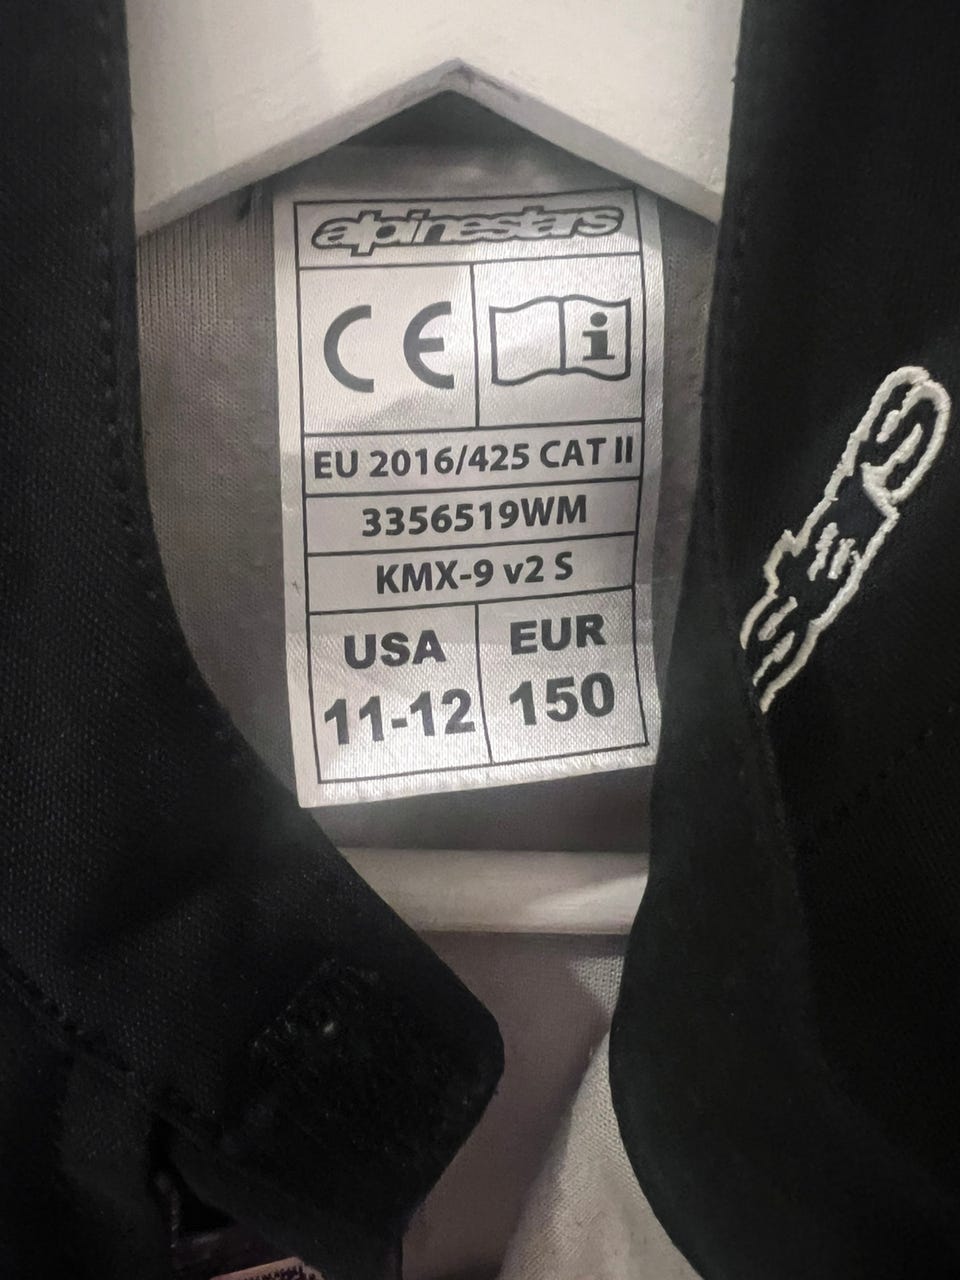 alpinestars
CE
i
EU 2016/425 CAT II
3356519WM
KMX-9 v2 S
USA EUR
11-12 150